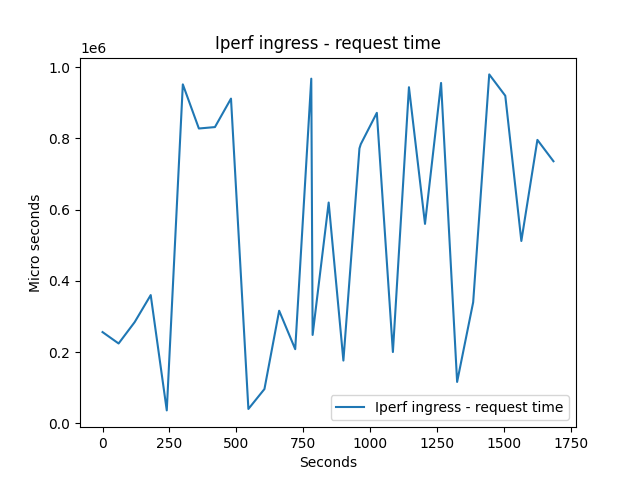 Iperf ingress - request time
1e6
1.0
0.8
0.6
0.4
0.2
0.0
Micro seconds
Iperf ingress - request time
0 250 500 750 1000 1250 1500 1750
Seconds